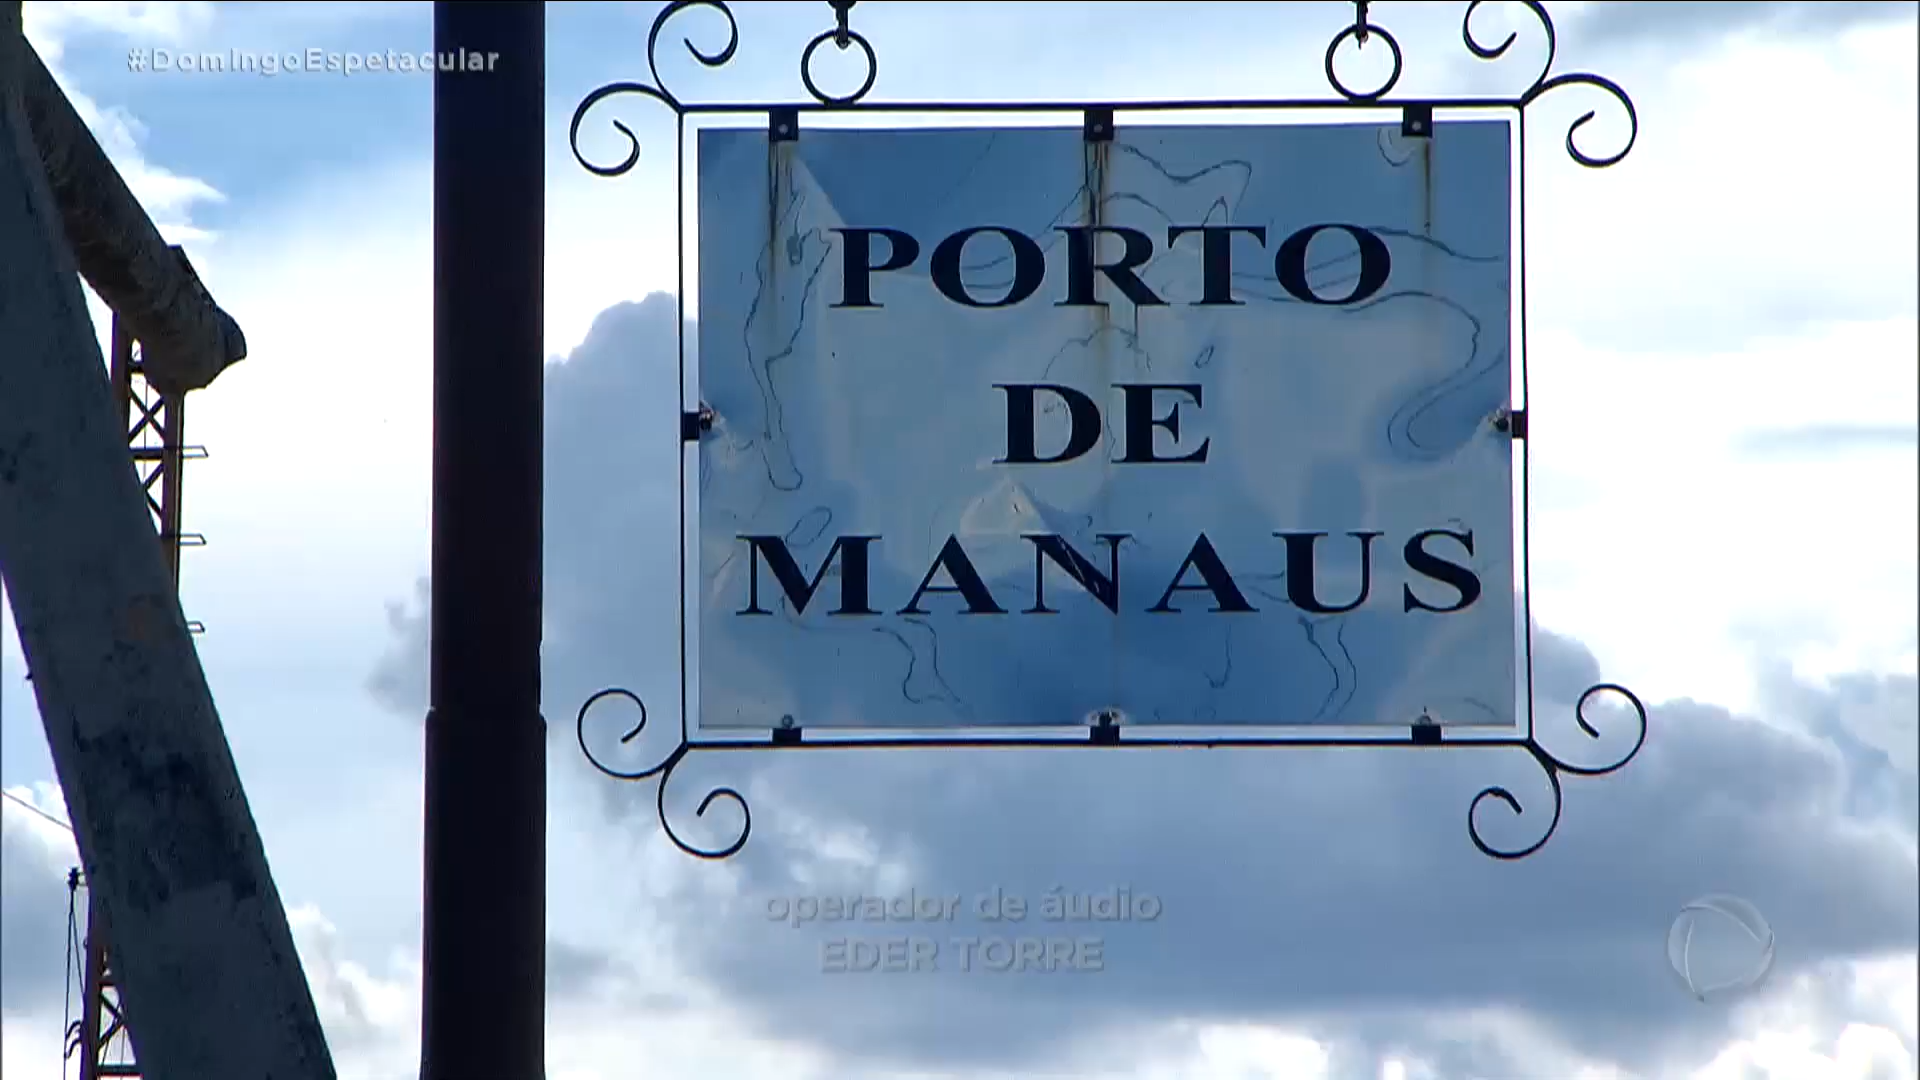 #DomingoEspetacular
PORTO
DE
MANAUS
operador de áudio
EDER TORRE